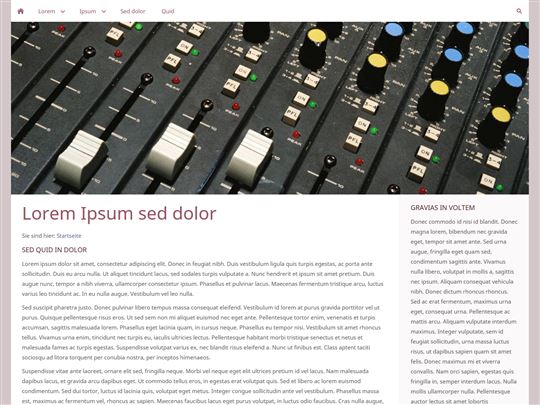 Lorem Ipsum Sed dolor Quid
PAN
PAN
PAN
PAN
PFL
ON
PEAK
PFL
ON
PEAK
PFL
ON
PEAK
PFL
ON
PEAK
Lorem Ipsum sed dolor
Sie sind hier: Startseite
SED QUID IN DOLOR
Lorem ipsum dolor sit amet, consectetur adipiscing elit. Donec in feugiat nibh. Duis vestibulum ligula quis turpis egestas, ac porta ante
sollicitudin. Duis eu arcu nulla. Ut aliquet tincidunt lacus, sed sodales turpis vulputate a. Nunc hendrerit et ipsum sit amet pretium. Duis
augue nunc, tempor a nibh viverra, ullamcorper consectetur ipsum. Phasellus et pulvinar lacus. Maecenas fermentum tristique arcu, luctus
varius leo tincidunt ac. In eu nulla augue. Vestibulum vel leo nulla.
Sed suscipit pharetra justo. Donec pulvinar libero tempus massa consequat eleifend. Vestibulum id lorem at purus gravida porttitor vel ut
purus. Quisque pellentesque risus eros. Ut sed sem non mi aliquet euismod nec eget ante. Pellentesque tortor enim, venenatis et turpis
accumsan, sagittis malesuada lorem. Phasellus eget lacinia quam, in cursus neque. Phasellus eu tempor nisi. Vestibulum sit amet rhoncus
tellus. Vivamus urna enim, tincidunt nec turpis eu, iaculis ultricies lectus. Pellentesque habitant morbi tristique senectus et netus et
malesuada fames ac turpis egestas. Suspendisse volutpat varius ex, nec blandit risus eleifend a. Nunc ut finibus est. Class aptent taciti
sociosqu ad litora torquent per conubia nostra, per inceptos himenaeos.
Suspendisse vitae ante laoreet, ornare elit sed, fringilla neque. Morbi vel neque eget elit ultricies pretium id vel lacus. Nam malesuada
dapibus lacus, et gravida arcu dapibus eget. Ut commodo tellus eros, in egestas erat volutpat quis. Sed et libero ac lorem euismod
condimentum. Sed dui tortor, luctus id lacinia quis, volutpat eget metus. Integer congue sollicitudin ante vel vestibulum. Phasellus massa
est, maximus ac fermentum vel, rhoncus ac sapien. Maecenas faucibus lacus eget purus volutpat, in luctus odio faucibus. Cras nulla augue,
GRAVIAS IN VOLTEM
Donec commodo id nisi id blandit. Donec
magna lorem, bibendum nec gravida
eget, tempor sit amet ante. Sed urna
augue, fringilla eget quam sed,
condimentum sagittis ante. Vivamus
nulla libero, volutpat in mollis a, sagittis
nec ipsum. Aliquam consequat vehicula
nibh. Donec dictum rhoncus rhoncus.
Sed ac erat fermentum, maximus urna
eget, consequat urna. Pellentesque ac
mattis arcu. Aliquam vulputate interdum
maximus. Integer vulputate, sem id
feugiat sollicitudin, urna massa luctus
risus, ut dapibus sapien quam sit amet
felis. Donec maximus mi et viverra
convallis. Nam orci sapien, egestas quis
fringilla in, semper interdum lacus. Nulla
mollis ullamcorper nulla. Vestibulum
pellentesque lorem at sapien aliquam
auctor lectus sit amet lobortis